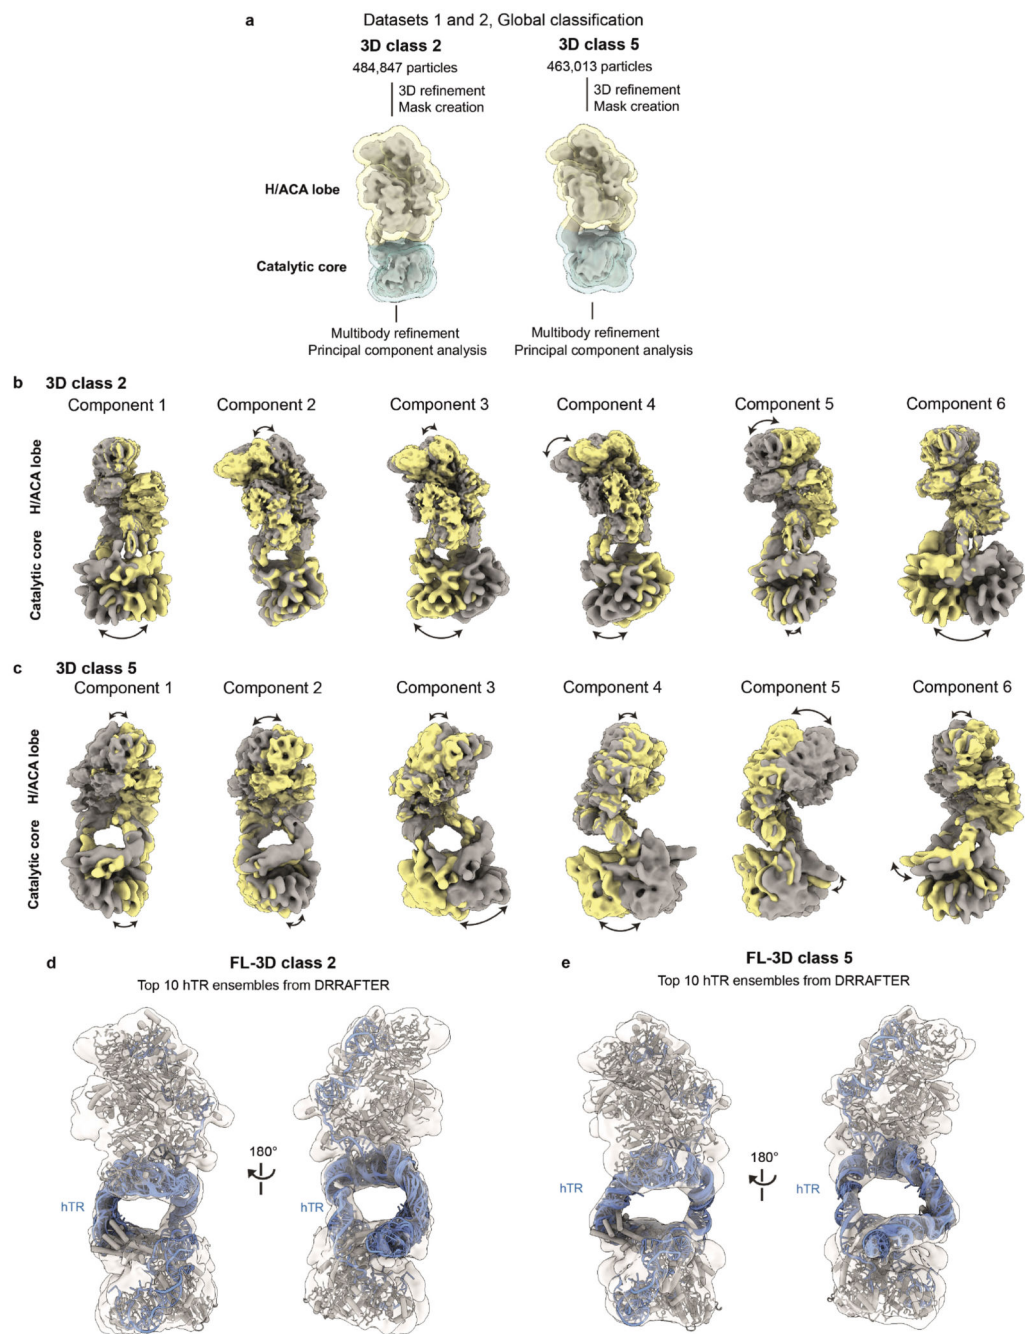 a
Datasets 1 and 2, Global classification
3D class 2
3D class 5
484,847 particles
463,013 particles
3D refinement
Mask creation
3D refinement
Mask creation
H/ACA lobe
Catalytic core
Multibody refinement
Principal component analysis
Multibody refinement
Principal component analysis
b 3D class 2
Component 1 Component 2 Component 3 Component 4 Component 5 Component 6
H/ACA lobe
Catalytic core
c 3D class 5
Component 1 Component 2 Component 3 Component 4 Component 5 Component 6
H/ACA lobe
Catalytic core
d FL-3D class 2
Top 10 hTR ensembles from DRRAFTER
hTR
180°
hTR
e FL-3D class 5
Top 10 hTR ensembles from DRRAFTER
hTR
180°
hTR